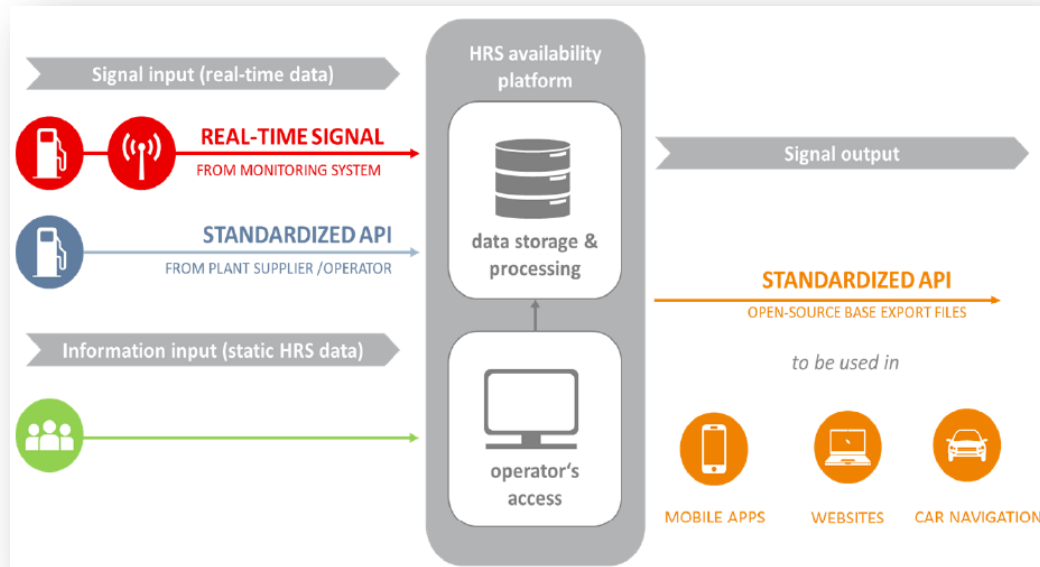 Signal input (real-time data)
REAL-TIME SIGNAL
FROM MONITORING SYSTEM
STANDARDIZED API
FROM PLANT SUPPLIER /OPERATOR
Information input (static HRS data)
HRS availability
platform
data storage &
processing
operator‘s
access
Signal output
STANDARDIZED API
OPEN-SOURCE BASE EXPORT FILES
to be used in
MOBILE APPS
WEBSITES
CAR NAVIGATION